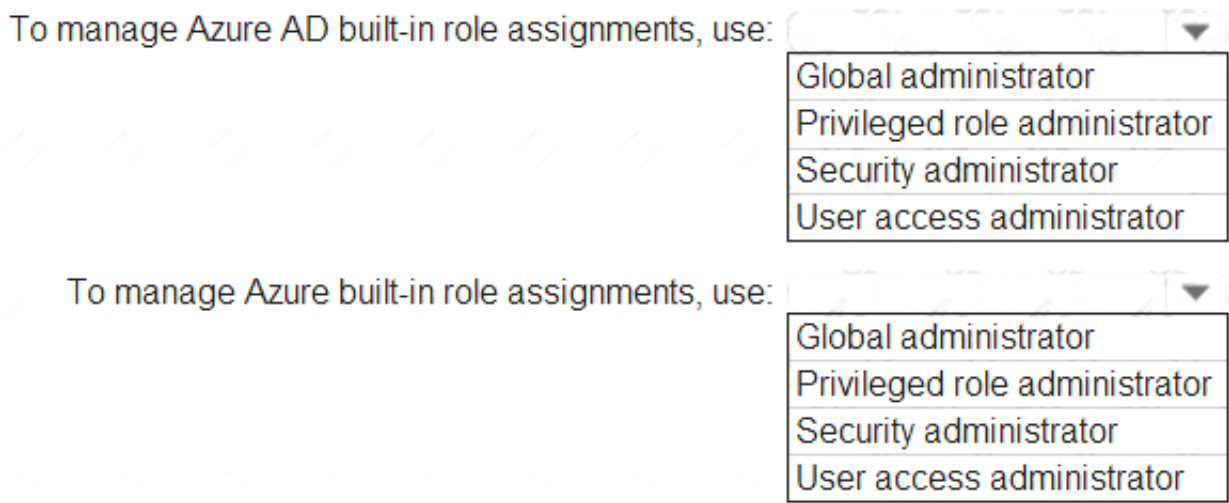 To manage Azure AD built-in role assignments, use:
Global administrator
Privileged role administrator
Security administrator
User access administrator
To manage Azure built-in role assignments, use:
Global administrator
Privileged role administrator
Security administrator
User access administrator